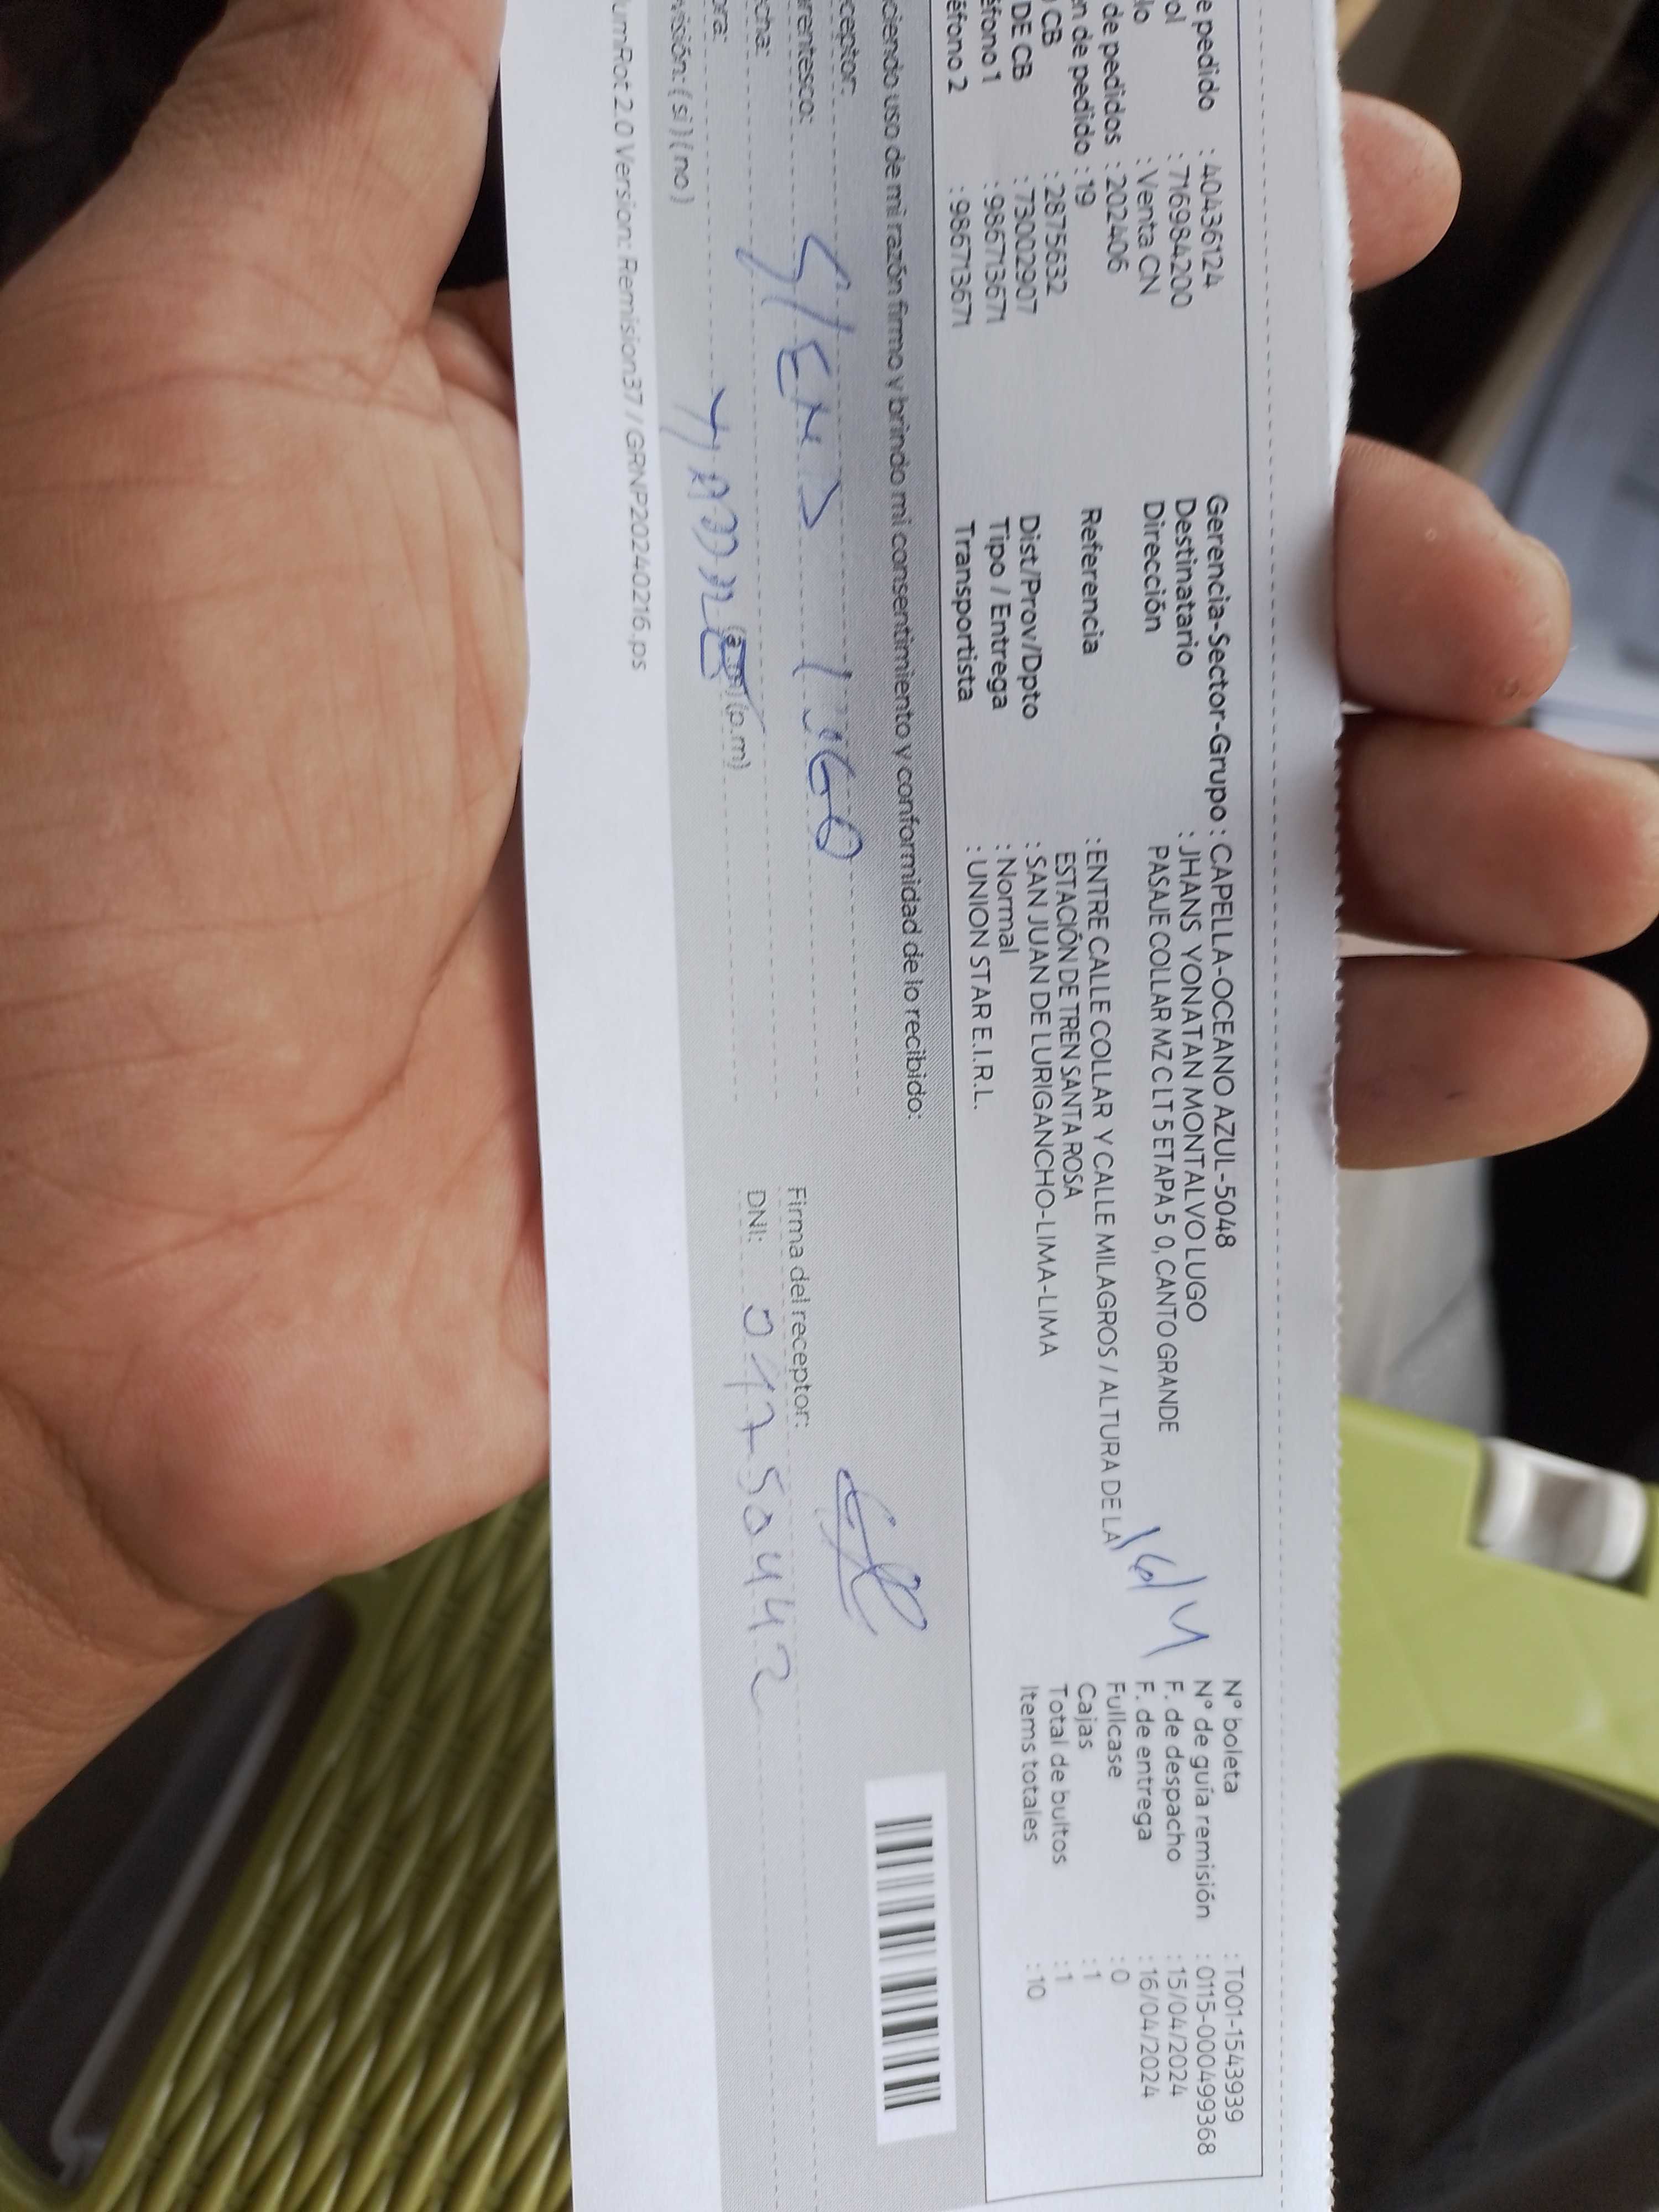 e pedido : 40436124
ol : 716984200
lo : Venta CN
de pedidos : 202406
n de pedido : 19
CB : 2875632
DE CB : 73002907
éfono 1 : 986713671
éfono 2 : 986713671
Gerencia-Sector-Grupo : CAPELLA-OCEANO AZUL-5048
Destinatario : JHANS YONATAN MONTALVO LUGO
Dirección PASAJE COLLAR MZ C LT 5 ETAPA 5 0, CANTO GRANDE
Referencia : ENTRE CALLE COLLAR Y CALLE MILAGROS / ALTURA DE LA
ESTACIÓN DE TREN SANTA ROSA
Dist/Prov/Dpto : SAN JUAN DE LURIGANCHO-LIMA-LIMA
Tipo / Entrega : Normal
Transportista : UNION STAR E.I.R.L.
16/4
N° boleta : T001-1543939
N° de guía remisión : 0115-000499368
F. de despacho : 15/04/2024
F. de entrega : 16/04/2024
Fullcase : 0
Cajas : 1
Total de bultos : 1
Items totales : 10
ciendo uso de mi razón firmo y brindo mi consentimiento y conformidad de lo recibido:
ceptor:
rentesco:
cha:
ora: (p.m)
visión: ( si ) ( no )
Firma del receptor:
DNI: 04750442
umRot 2.0 Version: Remision37 / GRNP20240216.ps